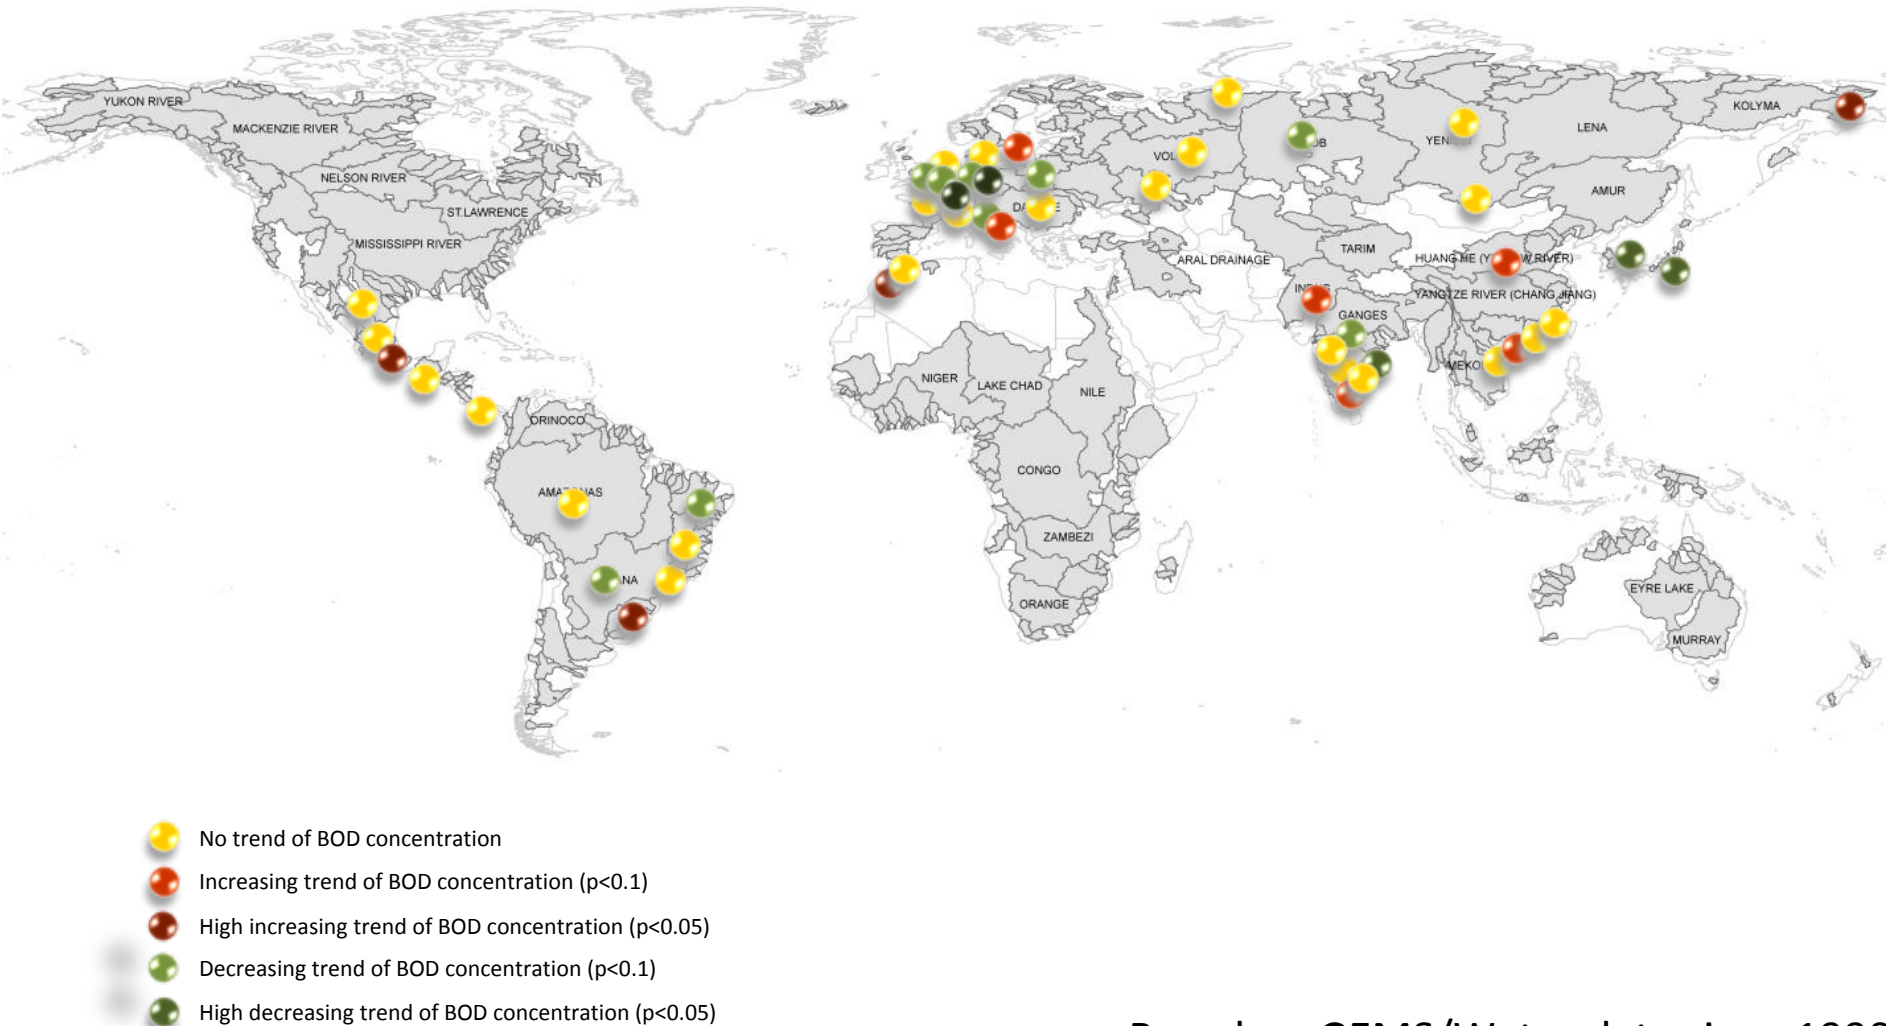 YUKON RIVER
MACKENZIE RIVER
NELSON RIVER
ST.LAWRENCE
MISSISSIPPI RIVER
ORINOCO
NIGER
LAKE CHAD
NILE
CONGO
ZAMBEZI
ORANGE
ARAL DRAINAGE
TARIM
GANGES
YANGTZE RIVER (CHANG JIANG)
LENA
KOLYMA
AMUR
EYRE LAKE
MURRAY
No trend of BOD concentration
Increasing trend of BOD concentration (p<0.1)
High increasing trend of BOD concentration (p<0.05)
Decreasing trend of BOD concentration (p<0.1)
High decreasing trend of BOD concentration (p<0.05)